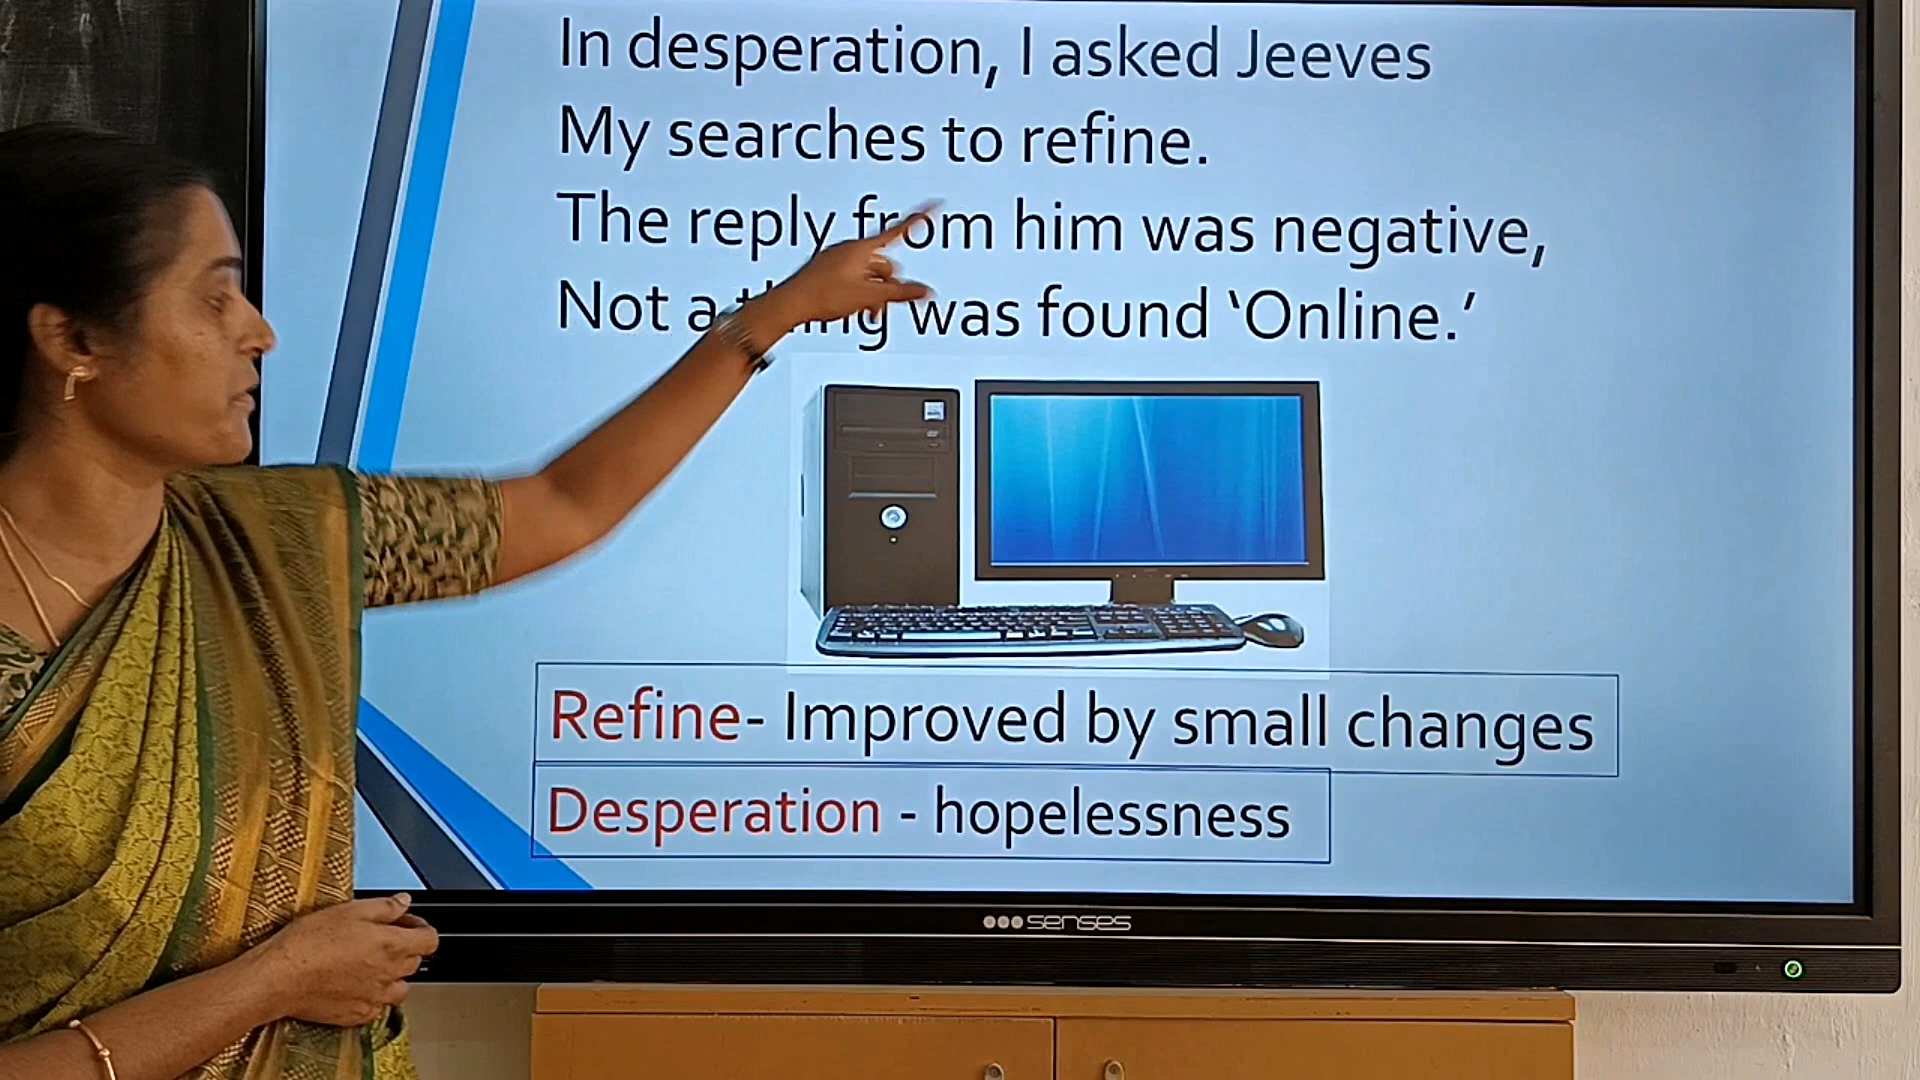 In desperation, I asked Jeeves
My searches to refine.
The reply from him was negative,
Not a was found ‘Online.’
Refine- Improved by small changes
Desperation - hopelessness
senses